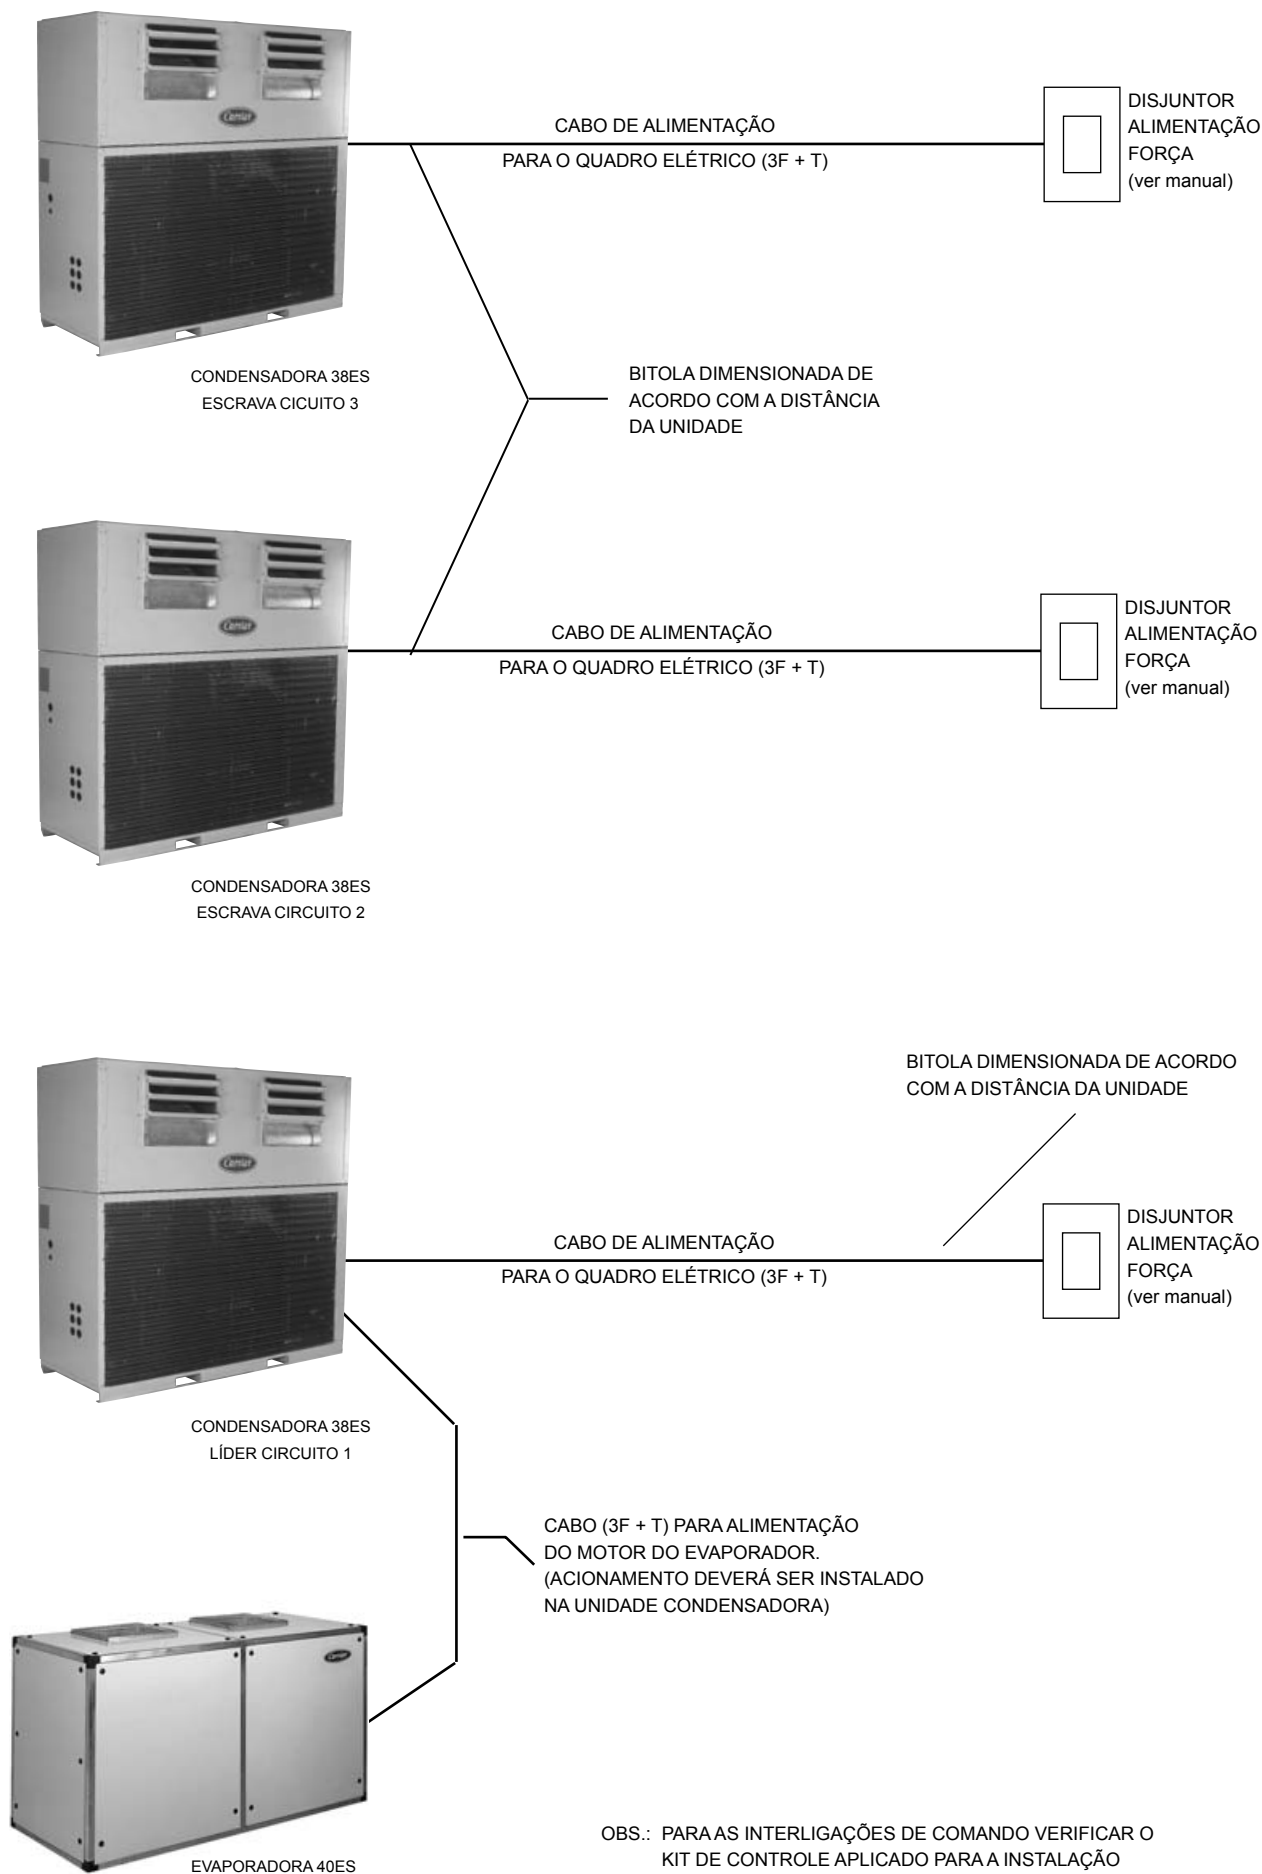 Carrier
CABO DE ALIMENTAÇÃO
PARA O QUADRO ELÉTRICO (3F + T)
DISJUNTOR
ALIMENTAÇÃO
FORÇA
(ver manual)
CONDENSADORA 38ES
ESCRAVA CICUITO 3
BITOLA DIMENSIONADA DE
ACORDO COM A DISTÂNCIA
DA UNIDADE
Carrier
CABO DE ALIMENTAÇÃO
PARA O QUADRO ELÉTRICO (3F + T)
DISJUNTOR
ALIMENTAÇÃO
FORÇA
(ver manual)
CONDENSADORA 38ES
ESCRAVA CIRCUITO 2
BITOLA DIMENSIONADA DE ACORDO
COM A DISTÂNCIA DA UNIDADE
Carrier
CABO DE ALIMENTAÇÃO
PARA O QUADRO ELÉTRICO (3F + T)
DISJUNTOR
ALIMENTAÇÃO
FORÇA
(ver manual)
CONDENSADORA 38ES
LÍDER CIRCUITO 1
CABO (3F + T) PARA ALIMENTAÇÃO
DO MOTOR DO EVAPORADOR.
(ACIONAMENTO DEVERÁ SER INSTALADO
NA UNIDADE CONDENSADORA)
Carrier
EVAPORADORA 40ES
OBS.: PARA AS INTERLIGAÇÕES DE COMANDO VERIFICAR O
KIT DE CONTROLE APLICADO PARA A INSTALAÇÃO